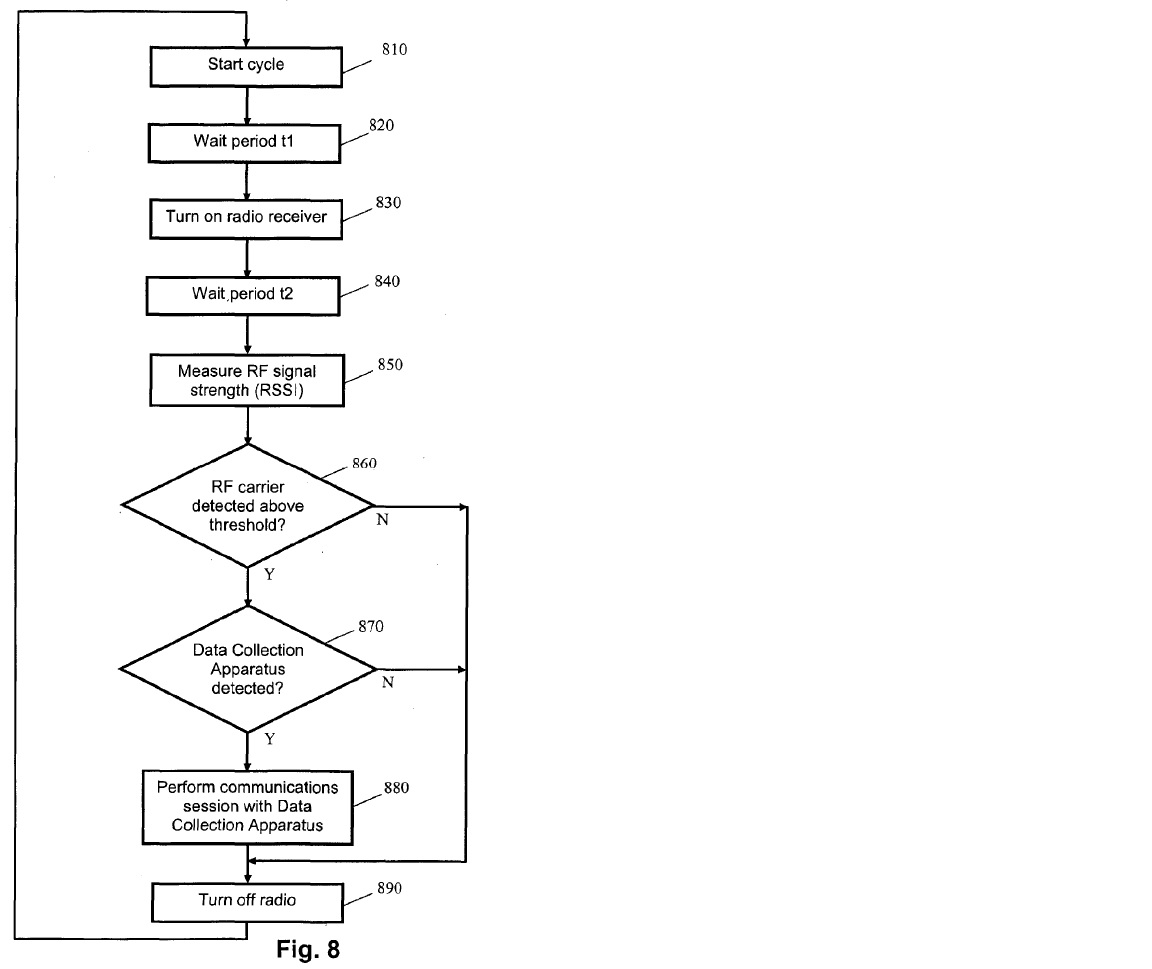 Start cycle
810
Wait period t1
820
Turn on radio receiver
830
Wait period t2
840
Measure RF signal
strength (RSSI)
850
RF carrier
detected above
threshold?
860
N
Y
Data Collection
Apparatus
detected?
870
N
Y
Perform communications
session with Data
Collection Apparatus
880
Turn off radio
890
Fig. 8